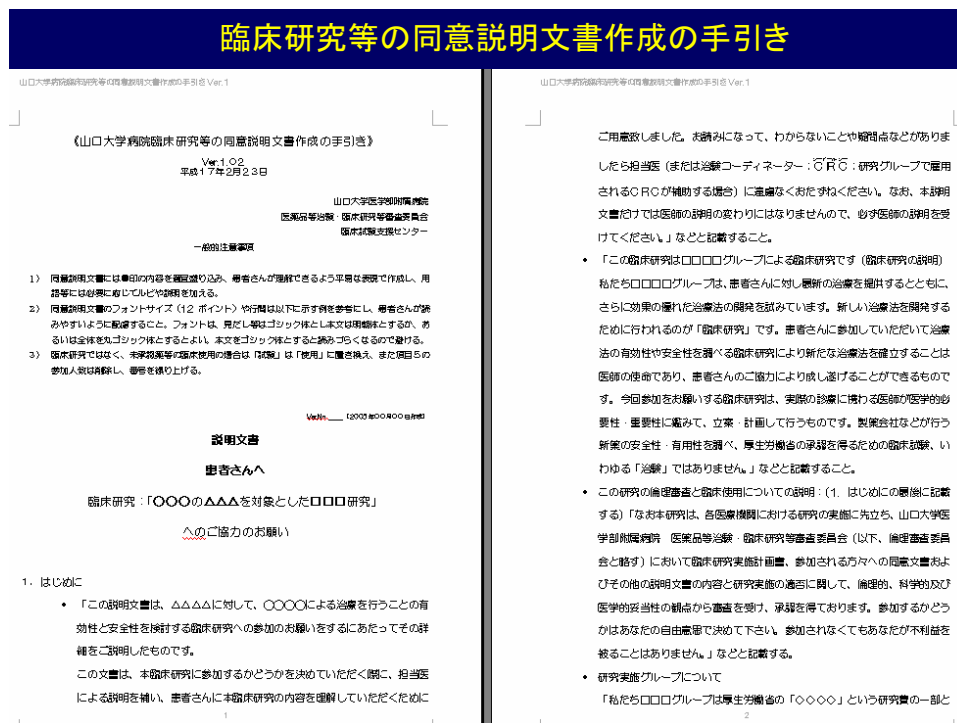 臨床研究等の同意説明文書作成の手引き
山口大学病院臨床研究等の同意説明文書作成の手引き Ver.1
《山口大学病院臨床研究等の同意説明文書作成の手引き》
Ver.1.02
平成１７年２月２３日
山口大学医学部附属病院
医薬品等治験・臨床研究等審査委員会
臨床試験支援センター
一般的注意事項
１） 同意説明文書には●印の内容を適宜盛り込み、患者さんが理解できるよう平易な表現で作成し、用
語等には必要に応じてルビや説明を加える。
２） 同意説明文書のフォントサイズ（12 ポイント）や行間は以下に示す例を参考にし、患者さんが読
みやすいように配慮すること。フォントは、見だし等はゴシック体とし本文は明朝体とするか、あ
るいは全体を丸ゴシック体とするとよい。本文をゴシック体とすると読みづらくなるので避ける。
３） 臨床研究ではなく、未承認薬等の臨床使用の場合は「試験」は「使用」に置き換え、また項目５の
参加人数は削除し、番号を繰り上げる。
Ver.No.____ （2005 年００月００日作成）
説明文書
患者さんへ
臨床研究：「〇〇〇の△△△を対象とした□□□研究」
へのご協力のお願い
１．はじめに
• 「この説明文書は、△△△△に対して、〇〇〇〇による治療を行うことの有
効性と安全性を検討する臨床研究への参加のお願いをするにあたってその詳
細をご説明したものです。
この文書は、本臨床研究に参加するかどうかを決めていただく際に、担当医
による説明を補い、患者さんに本臨床研究の内容を理解していただくために
1
山口大学病院臨床研究等の同意説明文書作成の手引き Ver.1
ご用意致しました。お読みになって、わからないことや疑問点などがありま
したら担当医（または治験コーディネーター：ＣＲＣ：研究グループで雇用
されるＣＲＣが補助する場合）に遠慮なくおたずねください。なお、本説明
文書だけでは医師の説明の変わりにはなりませんので、必ず医師の説明を受
けてください。」などと記載すること。
• 「この臨床研究は□□□□グループによる臨床研究です（臨床研究の説明）
私たち□□□□グループは、患者さんに対し最新の治療を提供するとともに、
さらに効果の優れた治療法の開発を試みています。新しい治療法を開発する
ために行われるのが「臨床研究」です。患者さんに参加していただいて治療
法の有効性や安全性を調べる臨床研究により新たな治療法を確立することは
医師の使命であり、患者さんのご協力により成し遂げることができるもので
す。今回参加をお願いする臨床研究は、実際の診療に携わる医師が医学的必
要性・重要性に鑑みて、立案・計画して行うものです。製薬会社などが行う
新薬の安全性・有用性を調べ、厚生労働省の承認を得るための臨床試験、い
わゆる「治験」ではありません。」などと記載すること。
• この研究の倫理審査と臨床使用についての説明：（1．はじめにの最後に記載
する）「なお本研究は、各医療機関における研究の実施に先立ち、山口大学医
学部附属病院 医薬品等治験・臨床研究等審査委員会（以下、倫理審査委員
会と略す）において臨床研究実施計画書、参加される方々への同意文書およ
びその他の説明文書の内容と研究実施の適否に関して、倫理的、科学的及び
医学的妥当性の観点から審査を受け、承認を得ております。参加するかどう
かはあなたの自由意思で決めて下さい。参加されなくてもあなたが不利益を
被ることはありません。」などと記載する。
• 研究実施グループについて
「私たち□□□グループは厚生労働省の「◇◇◇◇」という研究費の一部と
2